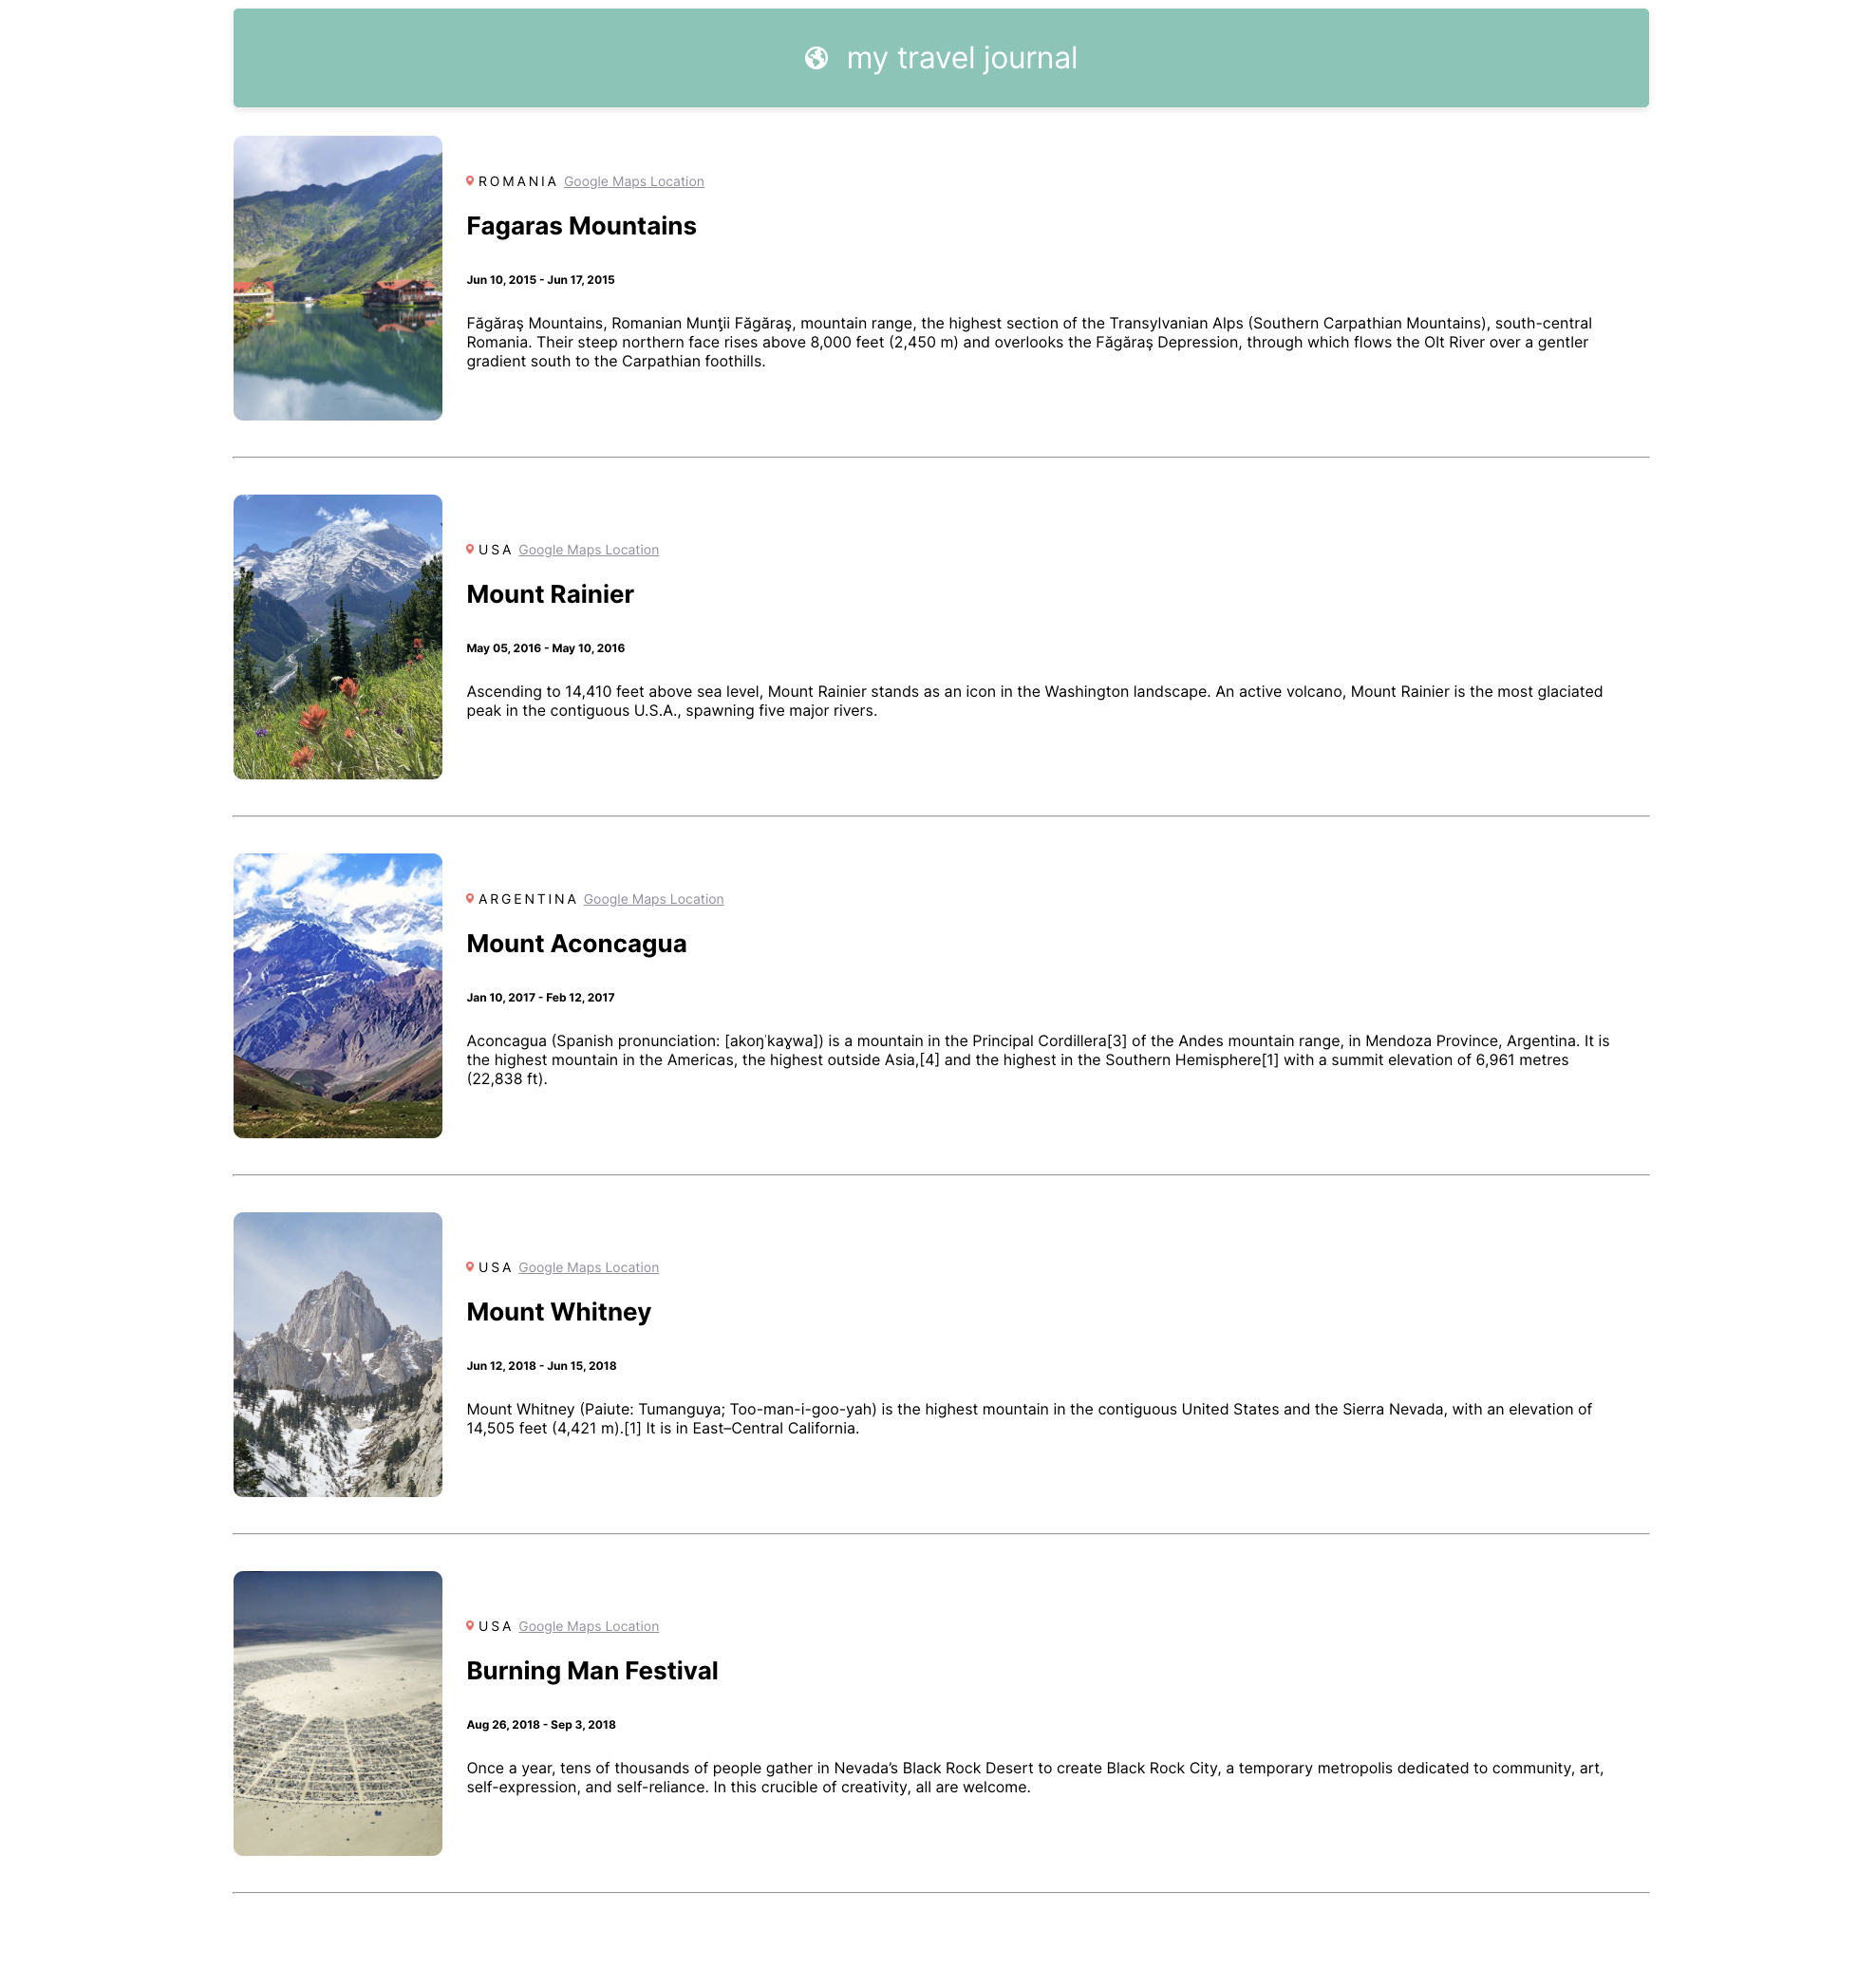 my travel journal
ROMANIA Google Maps Location
Fagaras Mountains
Jun 10, 2015 - Jun 17, 2015
Făgăraş Mountains, Romanian Munţii Făgăraş, mountain range, the highest section of the Transylvanian Alps (Southern Carpathian Mountains), south-central
Romania. Their steep northern face rises above 8,000 feet (2,450 m) and overlooks the Făgăraş Depression, through which flows the Olt River over a gentler
gradient south to the Carpathian foothills.
USA Google Maps Location
Mount Rainier
May 05, 2016 - May 10, 2016
Ascending to 14,410 feet above sea level, Mount Rainier stands as an icon in the Washington landscape. An active volcano, Mount Rainier is the most glaciated
peak in the contiguous U.S.A., spawning five major rivers.
ARGENTINA Google Maps Location
Mount Aconcagua
Jan 10, 2017 - Feb 12, 2017
Aconcagua (Spanish pronunciation: [akoŋˈkaɣwa]) is a mountain in the Principal Cordillera[3] of the Andes mountain range, in Mendoza Province, Argentina. It is
the highest mountain in the Americas, the highest outside Asia,[4] and the highest in the Southern Hemisphere[1] with a summit elevation of 6,961 metres
(22,838 ft).
USA Google Maps Location
Mount Whitney
Jun 12, 2018 - Jun 15, 2018
Mount Whitney (Paiute: Tumanguya; Too-man-i-goo-yah) is the highest mountain in the contiguous United States and the Sierra Nevada, with an elevation of
14,505 feet (4,421 m).[1] It is in East–Central California.
USA Google Maps Location
Burning Man Festival
Aug 26, 2018 - Sep 3, 2018
Once a year, tens of thousands of people gather in Nevada’s Black Rock Desert to create Black Rock City, a temporary metropolis dedicated to community, art,
self-expression, and self-reliance. In this crucible of creativity, all are welcome.